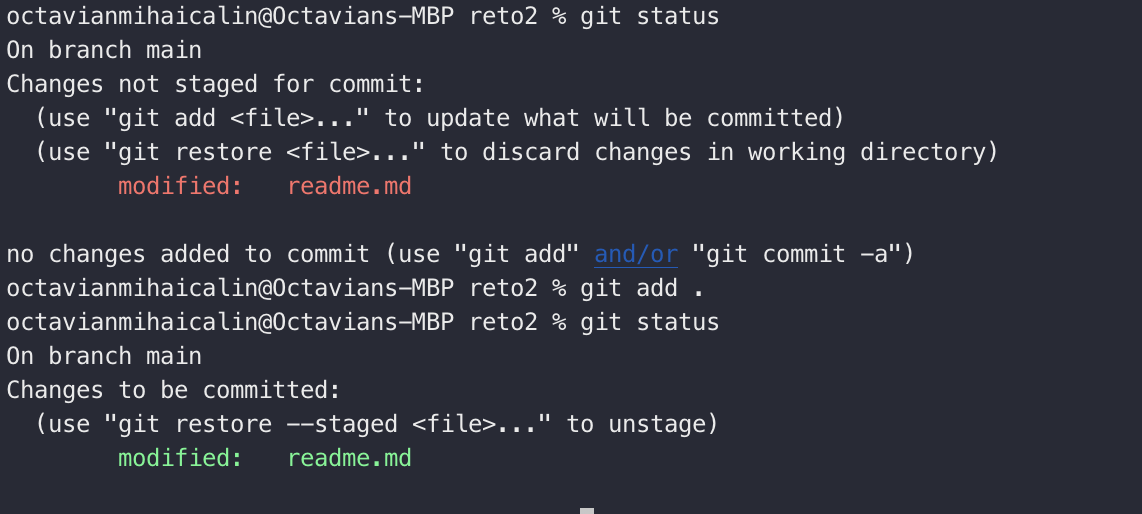 octavianmihaicalin@Octavians-MBP reto2 % git status
On branch main
Changes not staged for commit:
  (use "git add <file>..." to update what will be committed)
  (use "git restore <file>..." to discard changes in working directory)
        modified:   readme.md

no changes added to commit (use "git add" and/or "git commit -a")
octavianmihaicalin@Octavians-MBP reto2 % git add .
octavianmihaicalin@Octavians-MBP reto2 % git status
On branch main
Changes to be committed:
  (use "git restore --staged <file>..." to unstage)
        modified:   readme.md